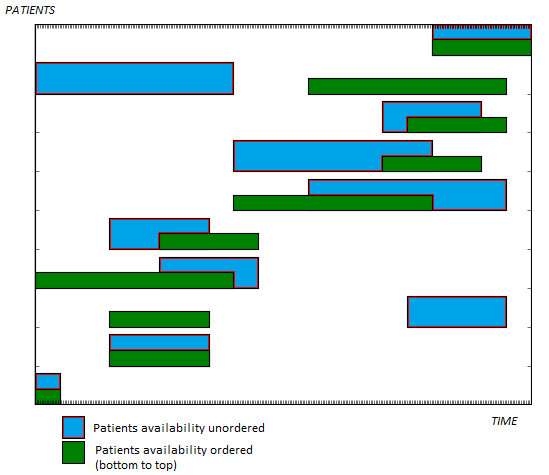 PATIENTS
TIME
Patients availability unordered
Patients availability ordered
(bottom to top)